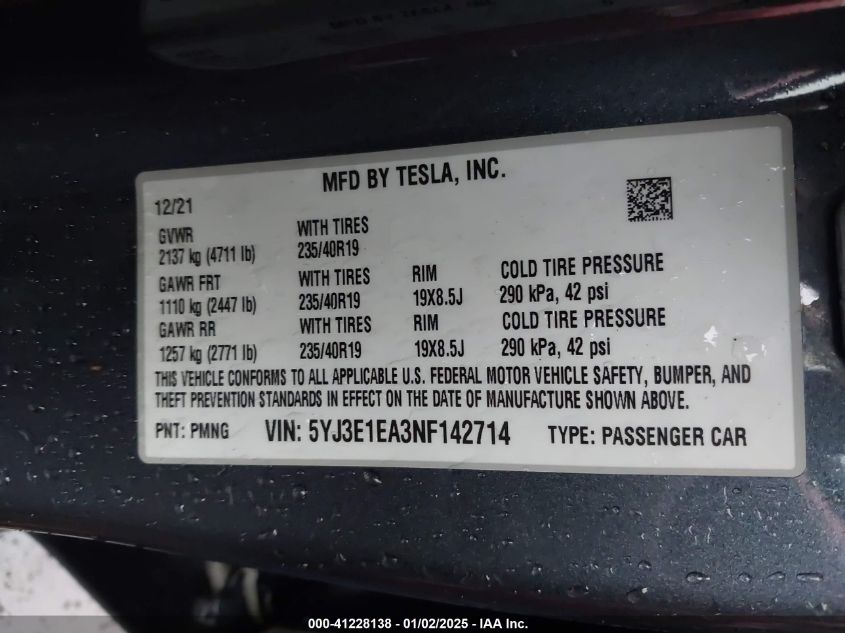 MFD BY TESLA, INC.
12/21
GVWR WITH TIRES
2137 kg (4711 lb) 235/40R19
GAWR FRT WITH TIRES RIM COLD TIRE PRESSURE
1110 kg (2447 lb) 235/40R19 19X8.5J 290 kPa, 42 psi
GAWR RR WITH TIRES RIM COLD TIRE PRESSURE
1257 kg (2771 lb) 235/40R19 19X8.5J 290 kPa, 42 psi
THIS VEHICLE CONFORMS TO ALL APPLICABLE U.S. FEDERAL MOTOR VEHICLE SAFETY, BUMPER, AND
THEFT PREVENTION STANDARDS IN EFFECT ON THE DATE OF MANUFACTURE SHOWN ABOVE.
PNT: PMNG VIN: 5YJ3E1EA3NF142714 TYPE: PASSENGER CAR
000-41228138 - 01/02/2025 - IAA Inc.